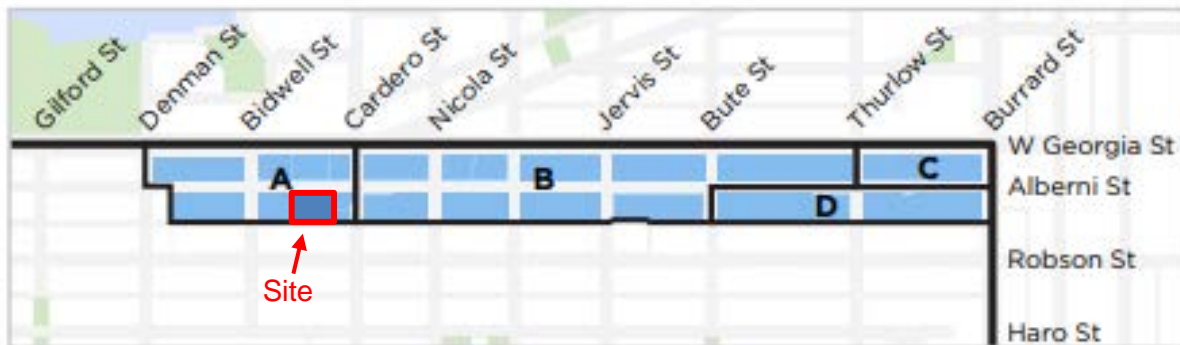 Gilford St
Denman St
Bidwell St
Cardero St
Nicola St
Jervis St
Bute St
Thurlow St
Burrard St
W Georgia St
A
B
C
Alberni St
D
Robson St
Site
Haro St